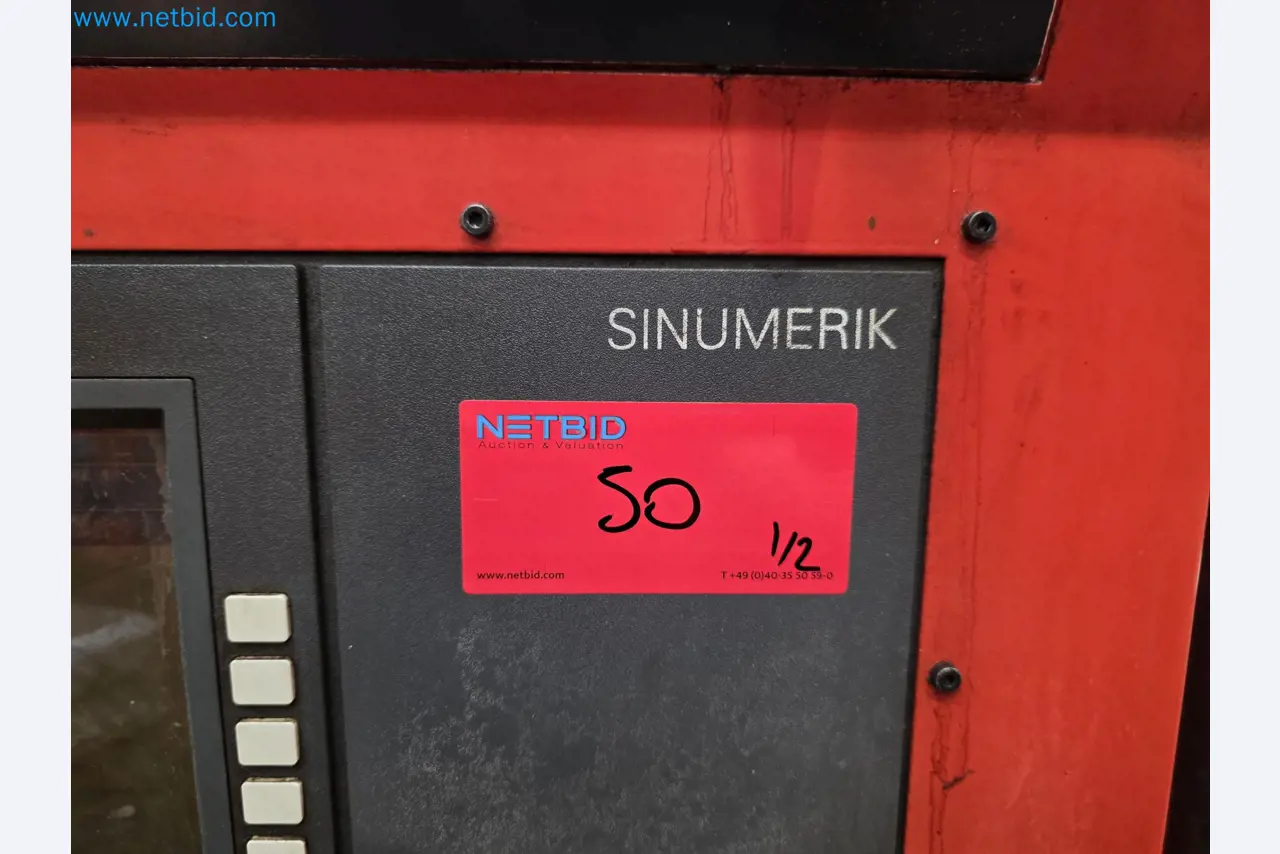 www.netbid.com
SINUMERIK
NETBID
Auction & Valuation
50
1/2
www.netbid.com
T +49 (0)40-35 50 59-0